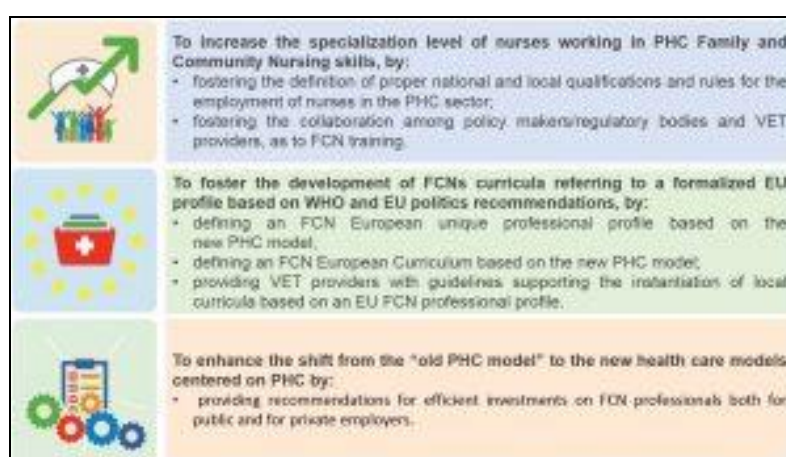 To increase the specialization level of nurses working in PHC Family and
Community Nursing skills, by:
• fostering the definition of proper national and local qualifications and rules for the
employment of nurses in the PHC sector;
• fostering the collaboration among policy makers/regulatory bodies and VET
providers, as to FCN training.
To foster the development of FCNs curricula referring to a formalized EU
profile based on WHO and EU politics recommendations, by:
• defining an FCN European unique professional profile based on the
new PHC model;
• defining an FCN European Curriculum based on the new PHC model;
• providing VET providers with guidelines supporting the instantiation of local
curricula based on an EU FCN professional profile.
To enhance the shift from the “old PHC model” to the new health care models
centered on PHC by:
• providing recommendations for efficient investments on FCN professionals both for
public and for private employers.